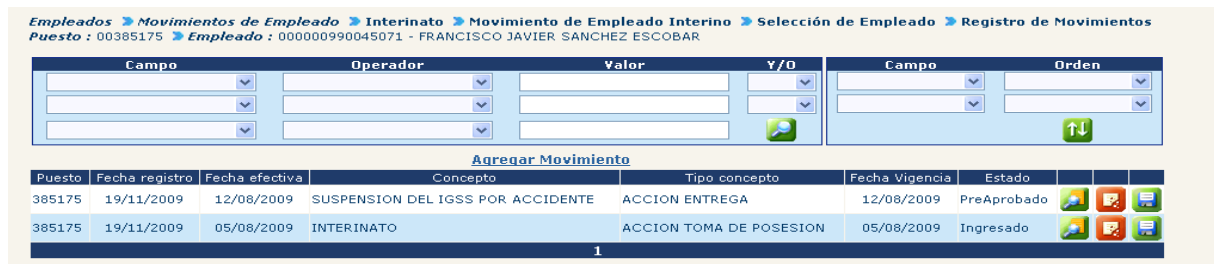 Empleados Movimientos de Empleado Interinato Movimiento de Empleado Interino Selección de Empleado Registro de Movimientos
Puesto : 00385175 Empleado : 000000990045071 - FRANCISCO JAVIER SANCHEZ ESCOBAR
Campo Operador Valor Y/O Campo Orden
Agregar Movimiento
Puesto Fecha registro Fecha efectiva Concepto Tipo concepto Fecha Vigencia Estado
385175 19/11/2009 12/08/2009 SUSPENSION DEL IGSS POR ACCIDENTE ACCION ENTREGA 12/08/2009 PreAprobado
385175 19/11/2009 05/08/2009 INTERINATO ACCION TOMA DE POSESION 05/08/2009 Ingresado
1